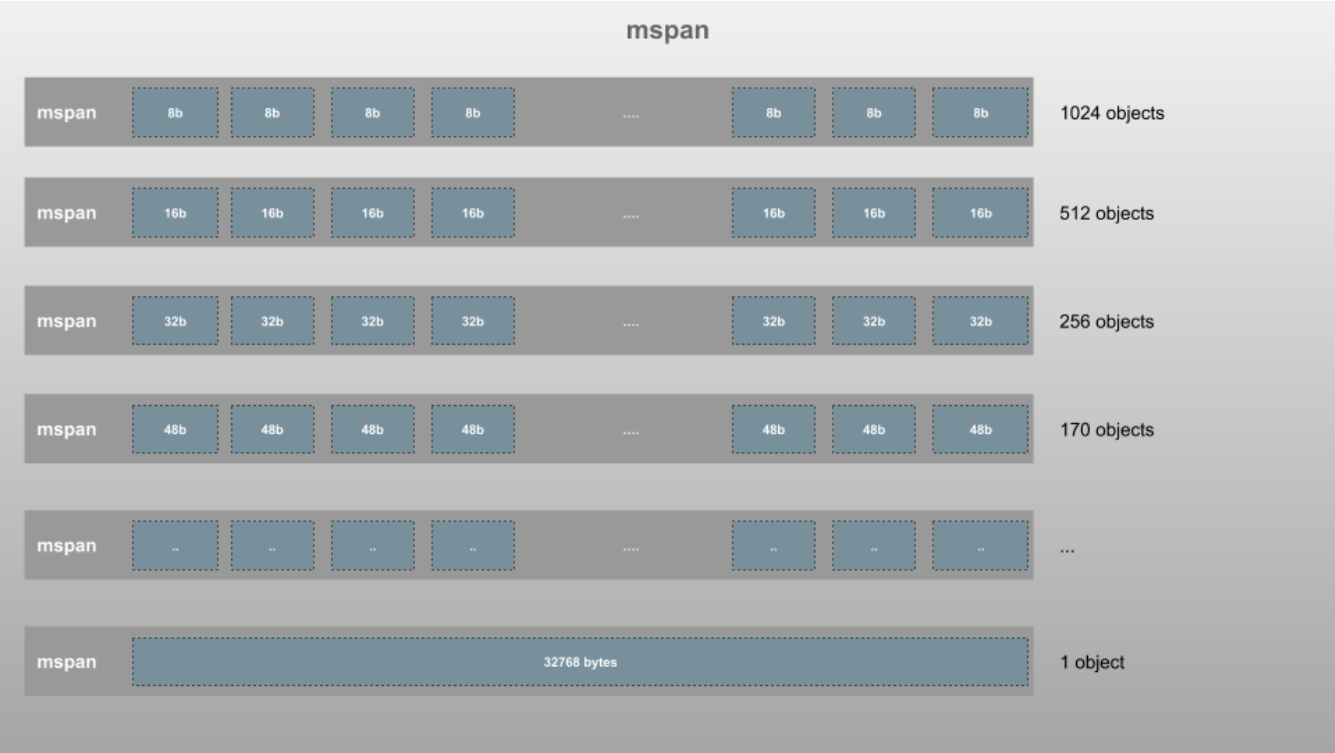 mspan
mspan 8b 8b 8b 8b .... 8b 8b 8b 1024 objects
mspan 16b 16b 16b 16b .... 16b 16b 16b 512 objects
mspan 32b 32b 32b 32b .... 32b 32b 32b 256 objects
mspan 48b 48b 48b 48b .... 48b 48b 48b 170 objects
mspan .. .. .. .. .... .. .. .. ...
mspan 32768 bytes 1 object